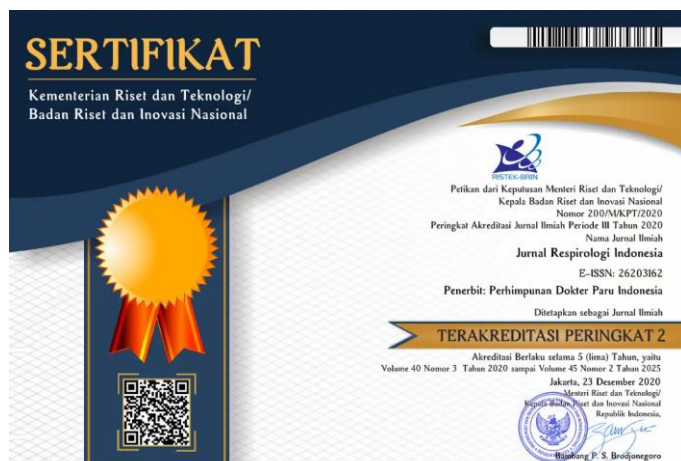 SERTIFIKAT
Kementerian Riset dan Teknologi/
Badan Riset dan Inovasi Nasional
RISTEK-BRIN
Petikan dari Keputusan Menteri Riset dan Teknologi/
Kepala Badan Riset dan Inovasi Nasional
Nomor 200/M/KPT/2020
Peringkat Akreditasi Jurnal Ilmiah Periode III Tahun 2020
Nama Jurnal Ilmiah
Jurnal Respirologi Indonesia
E-ISSN: 26203162
Penerbit: Perhimpunan Dokter Paru Indonesia
Ditetapkan sebagai Jurnal Ilmiah
TERAKREDITASI PERINGKAT 2
Akreditasi Berlaku selama 5 (lima) Tahun, yaitu
Volume 40 Nomor 3 Tahun 2020 sampai Volume 45 Nomor 2 Tahun 2025
Jakarta, 23 Desember 2020
Menteri Riset dan Teknologi/
Kepala Badan Riset dan Inovasi Nasional
Republik Indonesia,
Bambang P. S. Brodjonegoro